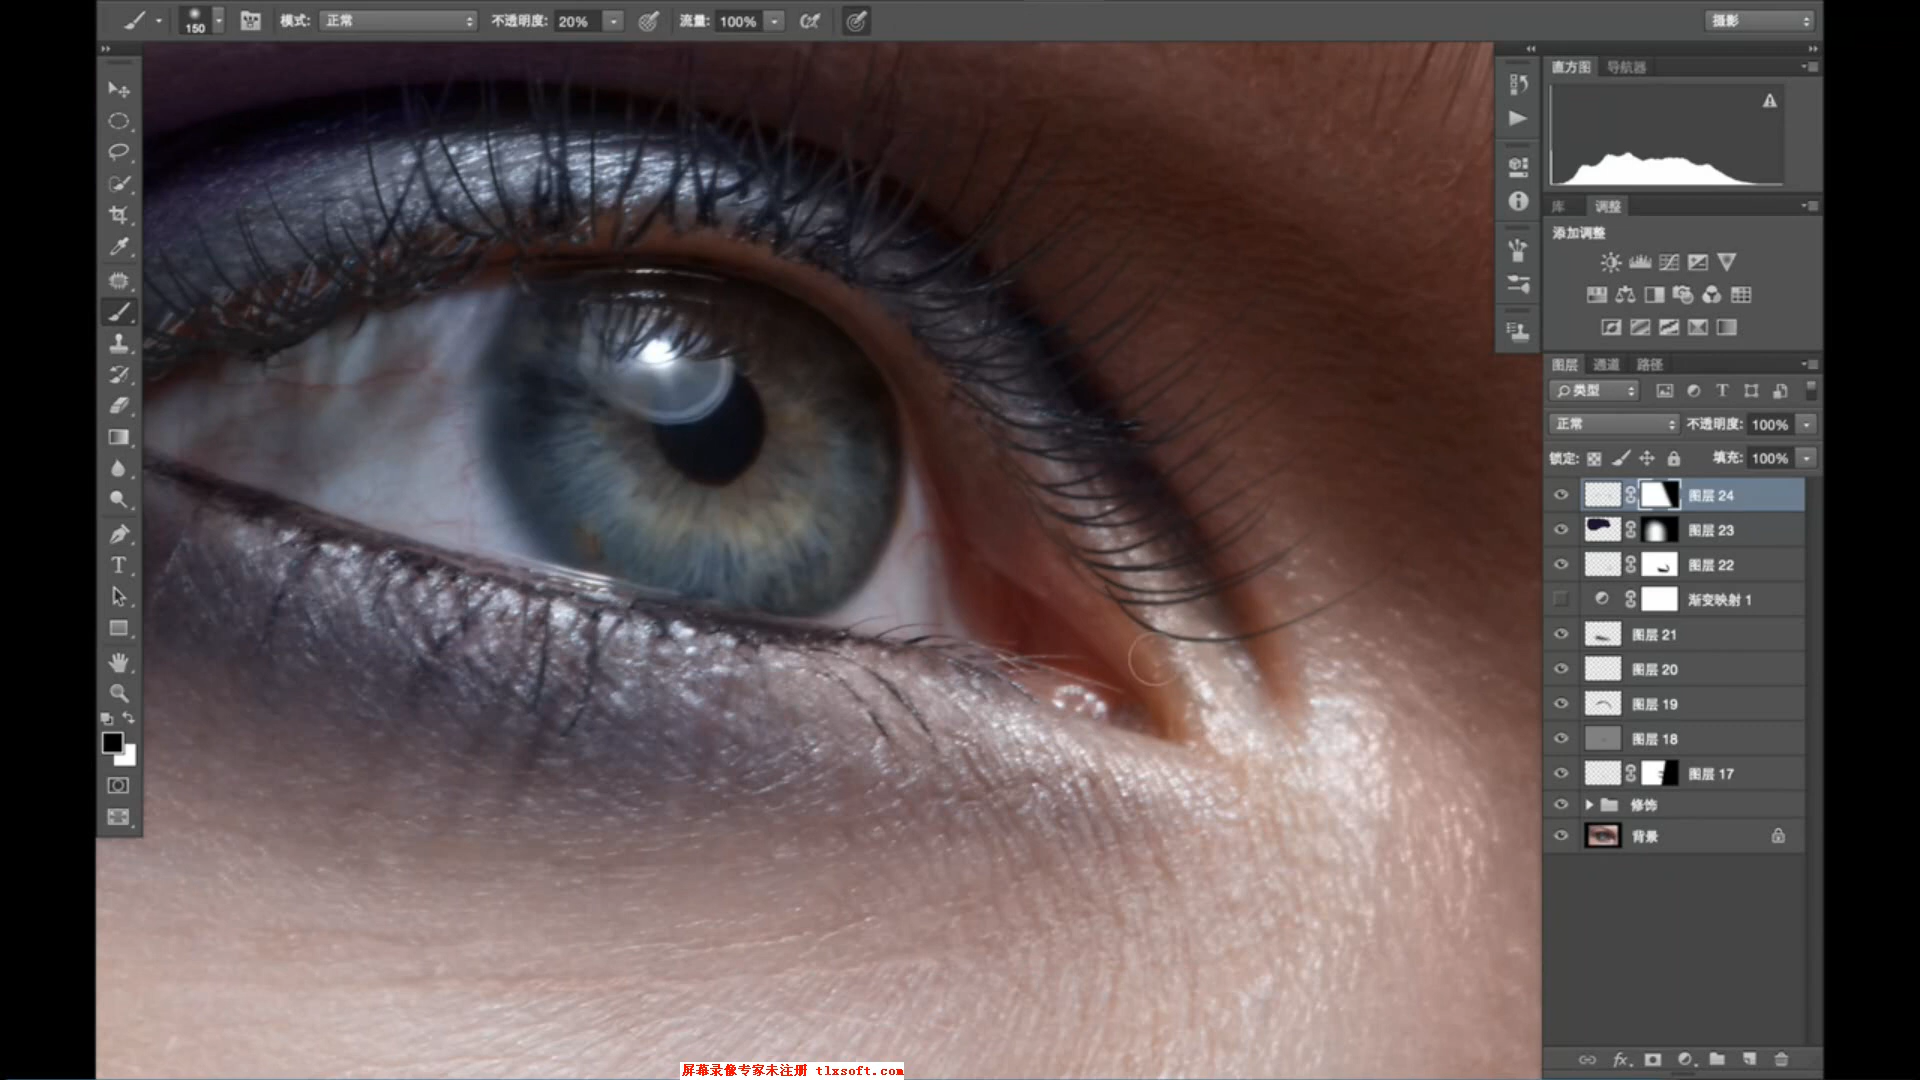 150 模式: 正常 不透明度: 20% 流量: 100% 摄影
直方图 导航器
库 调整
添加调整
图层 通道 路径
类型
正常 不透明度: 100%
锁定: 填充: 100%
图层 24
图层 23
图层 22
渐变映射 1
图层 21
图层 20
图层 19
图层 18
图层 17
修饰
背景
屏幕录像专家未注册 tlxsoft.com